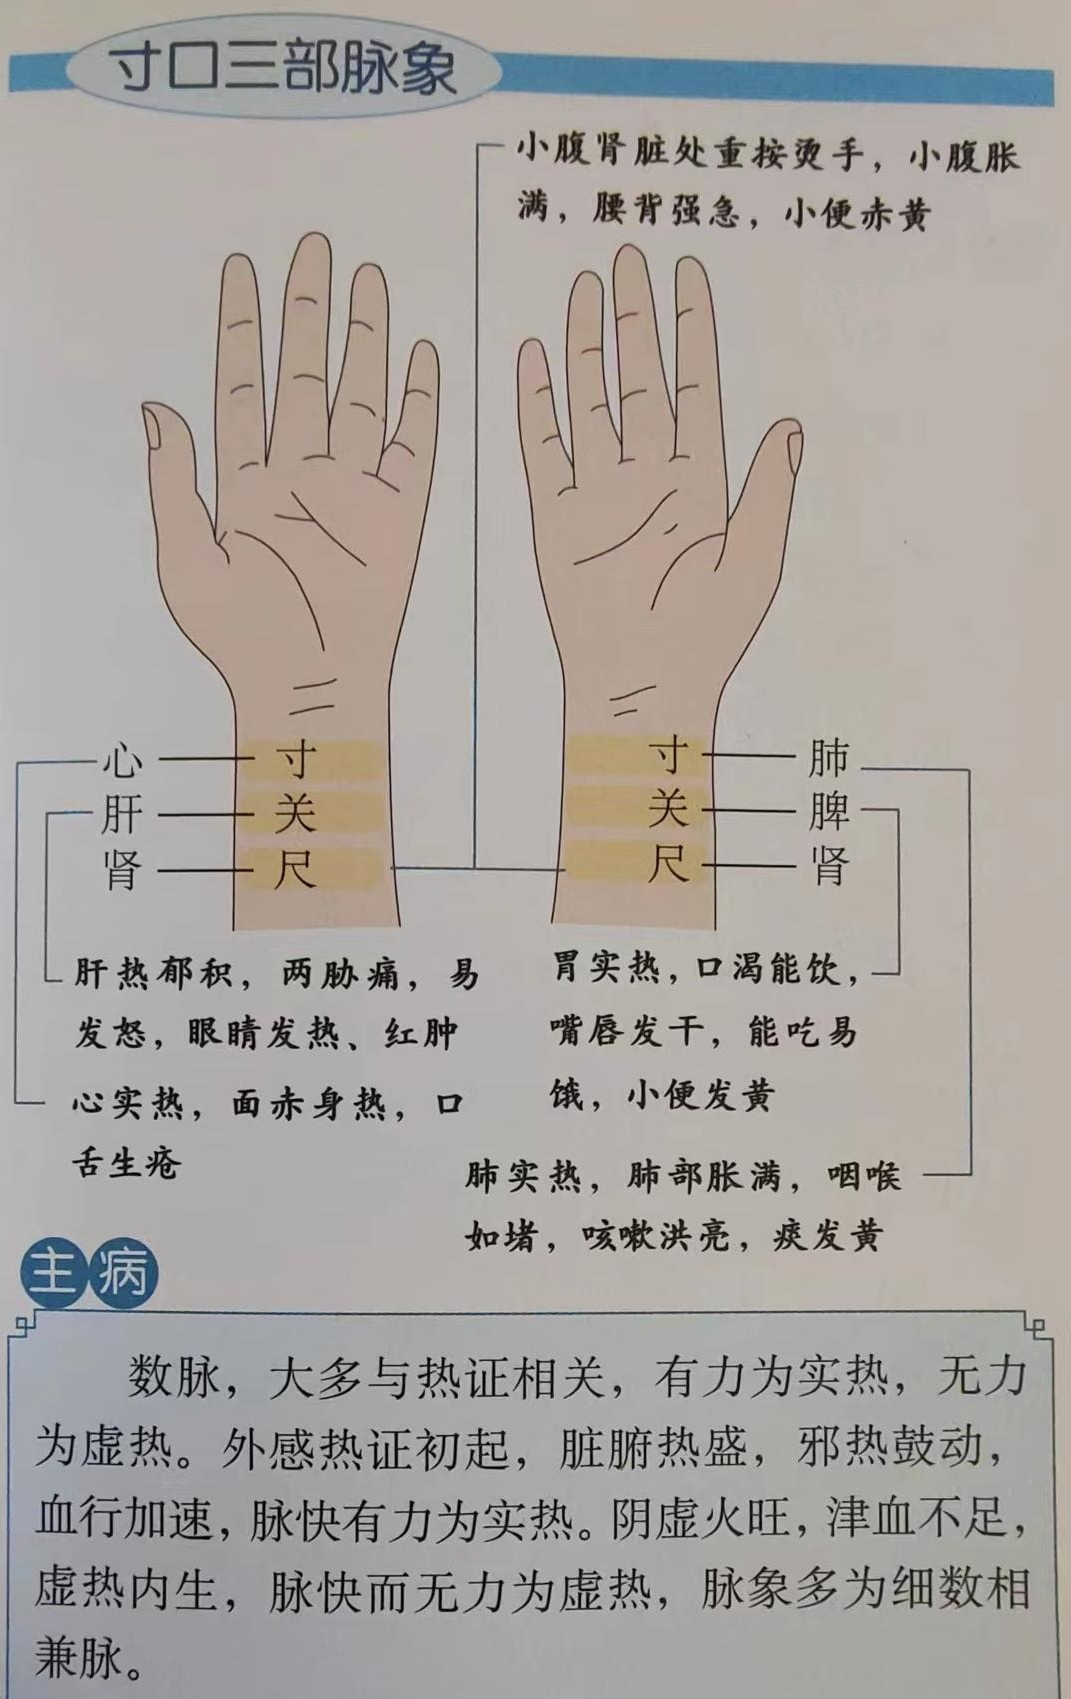 寸口三部脉象
小腹肾脏处重按烫手，小腹胀
满，腰背强急，小便赤黄
心 寸
肝 关
肾 尺
寸 肺
关 脾
尺 肾
肝热郁积，两胁痛，易
发怒，眼睛发热、红肿
心实热，面赤身热，口
舌生疮
胃实热，口渴能饮，
嘴唇发干，能吃易
饿，小便发黄
肺实热，肺部胀满，咽喉
如堵，咳嗽洪亮，痰发黄
主病
数脉，大多与热证相关，有力为实热，无力
为虚热。外感热证初起，脏腑热盛，邪热鼓动，
血行加速，脉快有力为实热。阴虚火旺，津血不足，
虚热内生，脉快而无力为虚热，脉象多为细数相
兼脉。